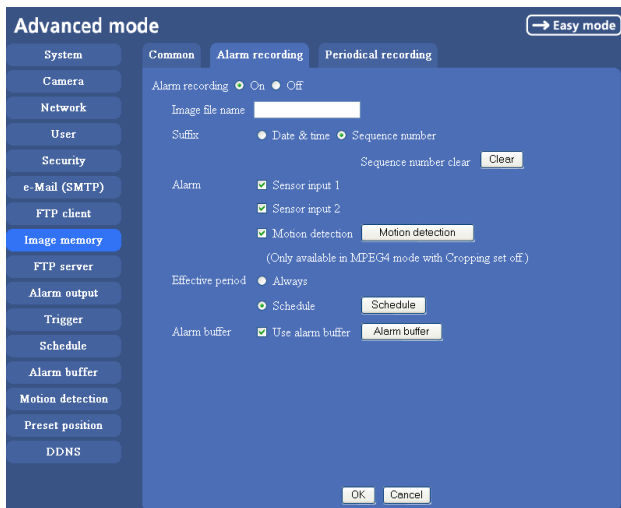 Advanced mode
→ Easy mode
System
Camera
Network
User
Security
e-Mail (SMTP)
FTP client
Image memory
FTP server
Alarm output
Trigger
Schedule
Alarm buffer
Motion detection
Preset position
DDNS
Common Alarm recording Periodical recording
Alarm recording On Off
Image file name
Suffix Date & time Sequence number
Sequence number clear Clear
Alarm Sensor input 1
Sensor input 2
Motion detection Motion detection
(Only available in MPEG4 mode with Cropping set off.)
Effective period Always
Schedule Schedule
Alarm buffer Use alarm buffer Alarm buffer
OK Cancel